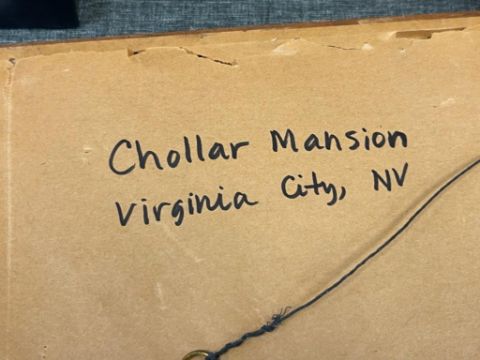 Chollar Mansion
Virginia City, NV